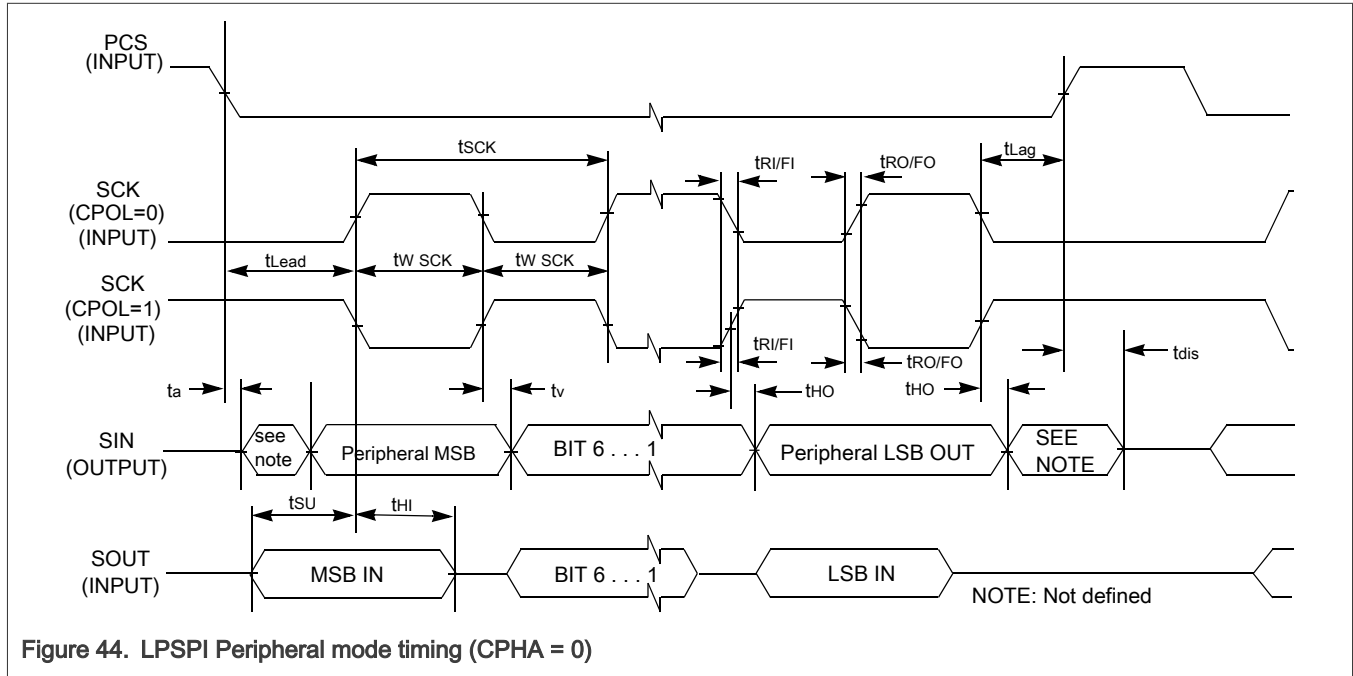 PCS
(INPUT)
tSCK
tRI/FI
tRO/FO
tLag
SCK
(CPOL=0)
(INPUT)
tLead
tW SCK
tW SCK
SCK
(CPOL=1)
(INPUT)
tRI/FI
tRO/FO
tdis
ta
tv
tHO
tHO
SIN
(OUTPUT)
see
note
Peripheral MSB
BIT 6 . . . 1
Peripheral LSB OUT
SEE
NOTE
tSU
tHI
SOUT
(INPUT)
MSB IN
BIT 6 . . . 1
LSB IN
NOTE: Not defined
Figure 44. LPSPI Peripheral mode timing (CPHA = 0)